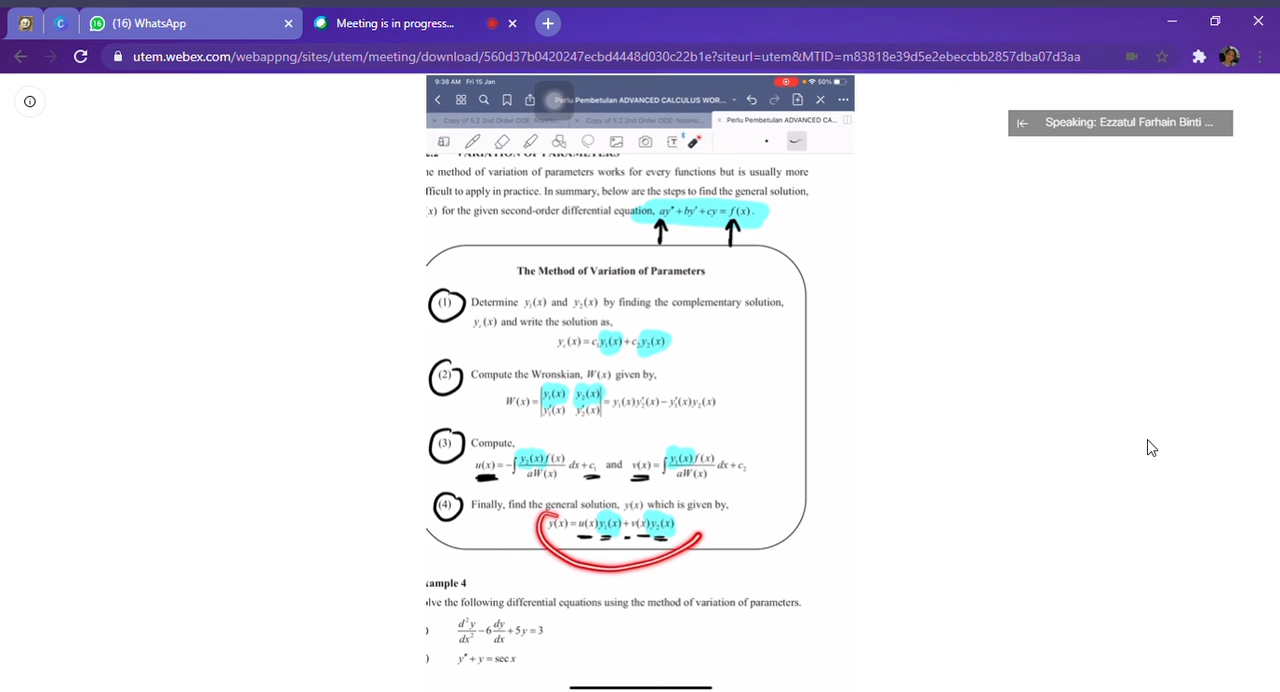 (16) WhatsApp
Meeting is in progress...
utem.webex.com/webappng/sites/utem/meeting/download/560d37b0420247ecbd4448d030c22b1e?siteurl=utem&MTID=m83818e39d5e2ebeccbb2857dba07d3aa
9:38 AM Fri 15 Jan 50%
Perlu Pembetulan ADVANCED CALCULUS WOR...
Copy of 5.2 2nd Order ODE: NonHo... Copy of 5.2 2nd Order ODE: NonHo... Perlu Pembetulan ADVANCED CA...
Speaking: Ezzatul Farhain Binti ...
VARIATION OF PARAMETERS
ne method of variation of parameters works for every functions but is usually more
fficult to apply in practice. In summary, below are the steps to find the general solution,
(x) for the given second-order differential equation, ay″ + by′ + cy = f(x).
The Method of Variation of Parameters
(1) Determine y₁(x) and y₂(x) by finding the complementary solution,
y_c(x) and write the solution as,
y_c(x) = c₁y₁(x) + c₂y₂(x)
(2) Compute the Wronskian, W(x) given by,
W(x) = |y₁(x) y₂(x); y₁′(x) y₂′(x)| = y₁(x)y₂′(x) − y₁′(x)y₂(x)
(3) Compute,
u(x) = −∫ y₂(x)f(x)/aW(x) dx + c₁ and v(x) = ∫ y₁(x)f(x)/aW(x) dx + c₂
(4) Finally, find the general solution, y(x) which is given by,
y(x) = u(x)y₁(x) + v(x)y₂(x)
xample 4
lve the following differential equations using the method of variation of parameters.
) d²y/dx² − 6 dy/dx + 5y = 3
) y″ + y = sec x